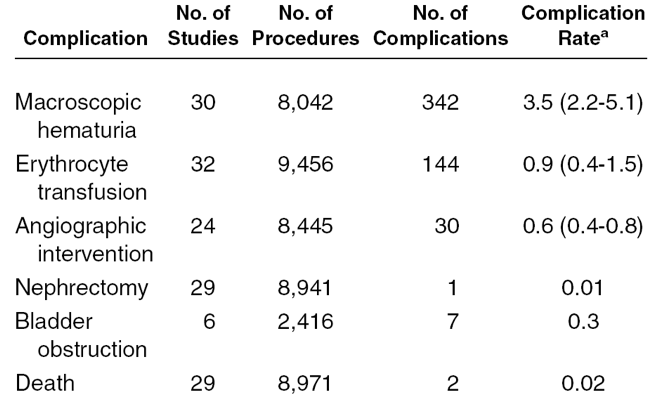 No. of No. of No. of Complication
Complication Studies Procedures Complications Rateᵃ
Macroscopic 30 8,042 342 3.5 (2.2-5.1)
hematuria
Erythrocyte 32 9,456 144 0.9 (0.4-1.5)
transfusion
Angiographic 24 8,445 30 0.6 (0.4-0.8)
intervention
Nephrectomy 29 8,941 1 0.01
Bladder 6 2,416 7 0.3
obstruction
Death 29 8,971 2 0.02